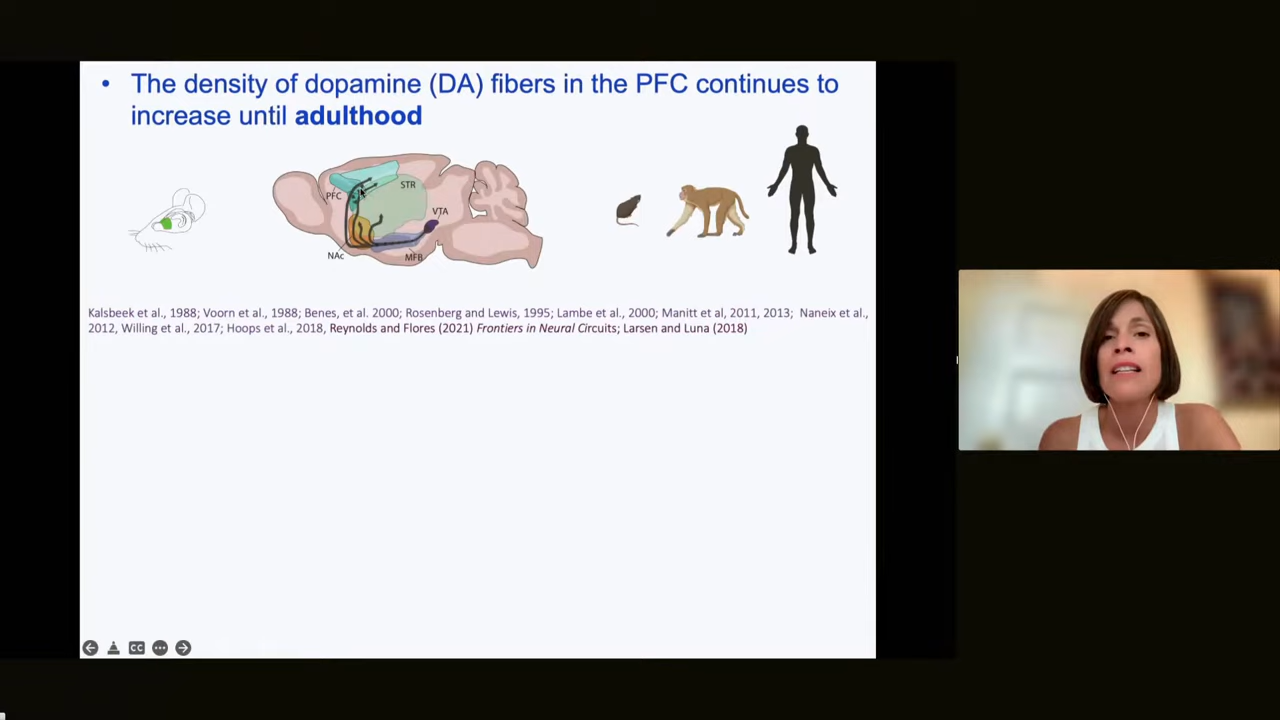 • The density of dopamine (DA) fibers in the PFC continues to
increase until adulthood
PFC
STR
VTA
NAc
MFB
Kalsbeek et al., 1988; Voorn et al., 1988; Benes, et al. 2000; Rosenberg and Lewis, 1995; Lambe et al., 2000; Manitt et al, 2011, 2013; Naneix et al.,
2012, Willing et al., 2017; Hoops et al., 2018, Reynolds and Flores (2021) Frontiers in Neural Circuits; Larsen and Luna (2018)
CC